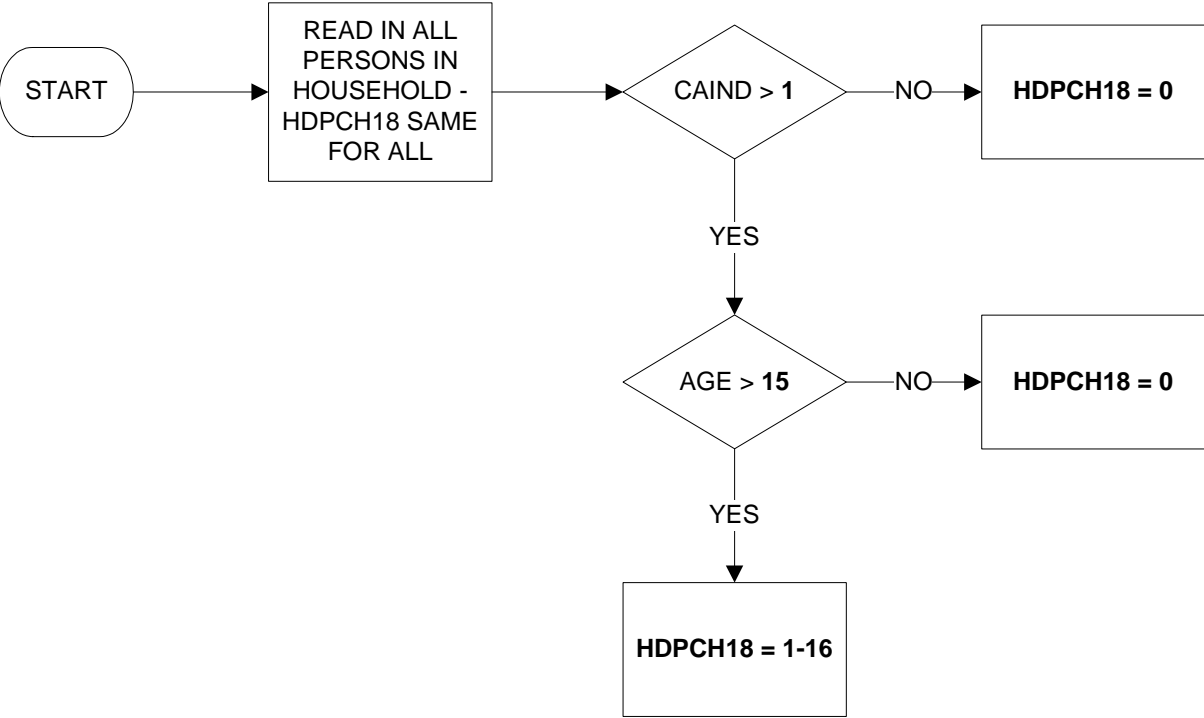 START
READ IN ALL
PERSONS IN
HOUSEHOLD -
HDPCH18 SAME
FOR ALL
CAIND > 1
NO
HDPCH18 = 0
YES
AGE > 15
NO
HDPCH18 = 0
YES
HDPCH18 = 1-16